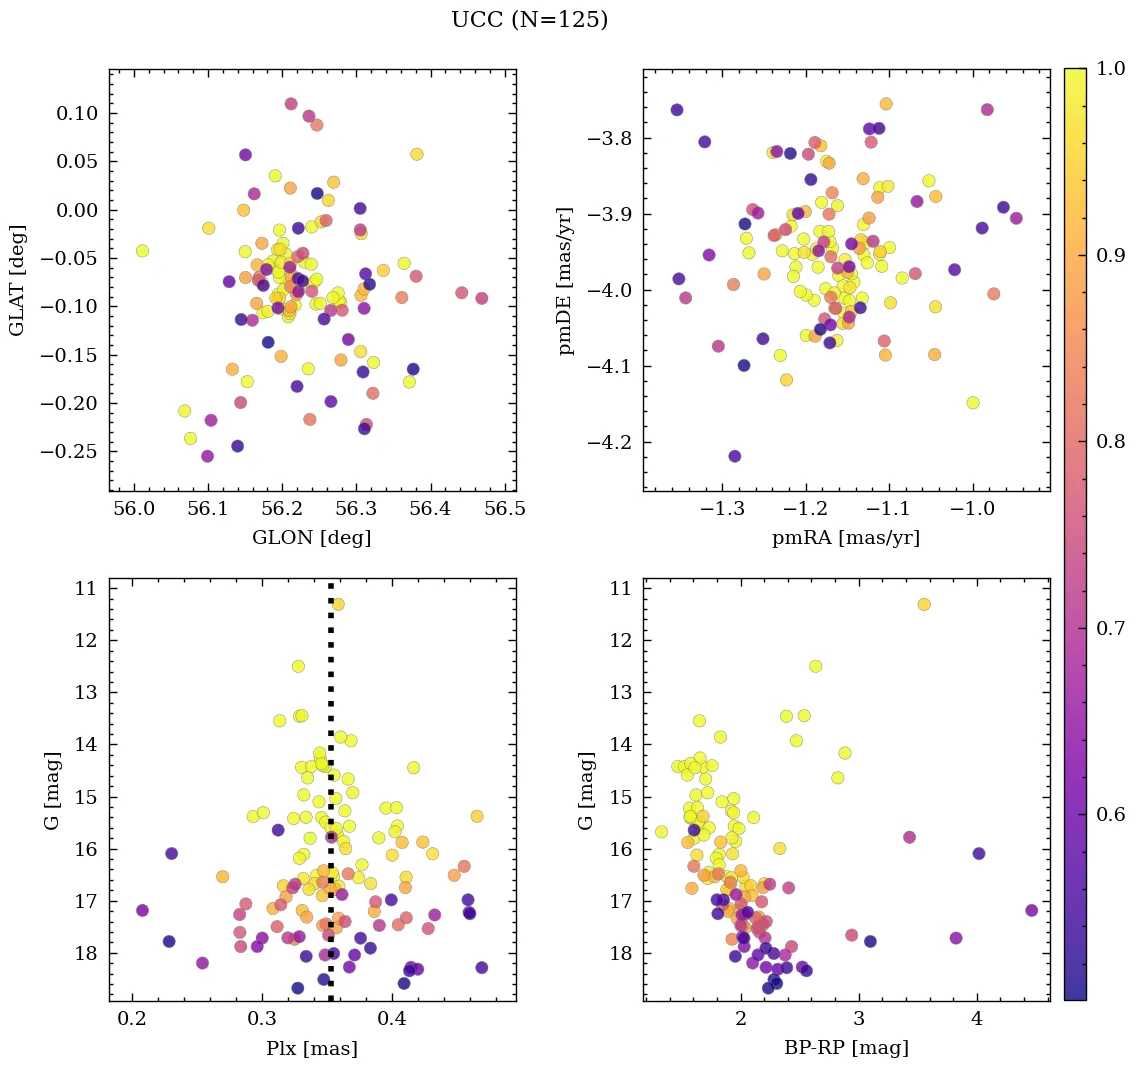 UCC (N=125)
0.10
0.05
0.00
−0.05
−0.10
−0.15
−0.20
−0.25
GLAT [deg]
56.0 56.1 56.2 56.3 56.4 56.5
GLON [deg]
−3.8
−3.9
−4.0
−4.1
−4.2
pmDE [mas/yr]
−1.3 −1.2 −1.1 −1.0
pmRA [mas/yr]
1.0
0.9
0.8
0.7
0.6
11
12
13
14
15
16
17
18
G [mag]
0.2 0.3 0.4
Plx [mas]
11
12
13
14
15
16
17
18
G [mag]
2 3 4
BP-RP [mag]